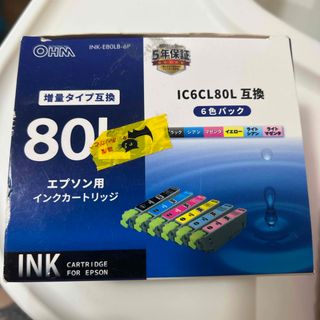 OHM
INK-E80LB-6P
5年保証
増量タイプ互換
IC6CL80L 互換
6色パック
80L
ブラック
シアン
マゼンタ
イエロー
ライトシアン
ライトマゼンタ
エプソン用
インクカートリッジ
INK
CARTRIDGE
FOR EPSON